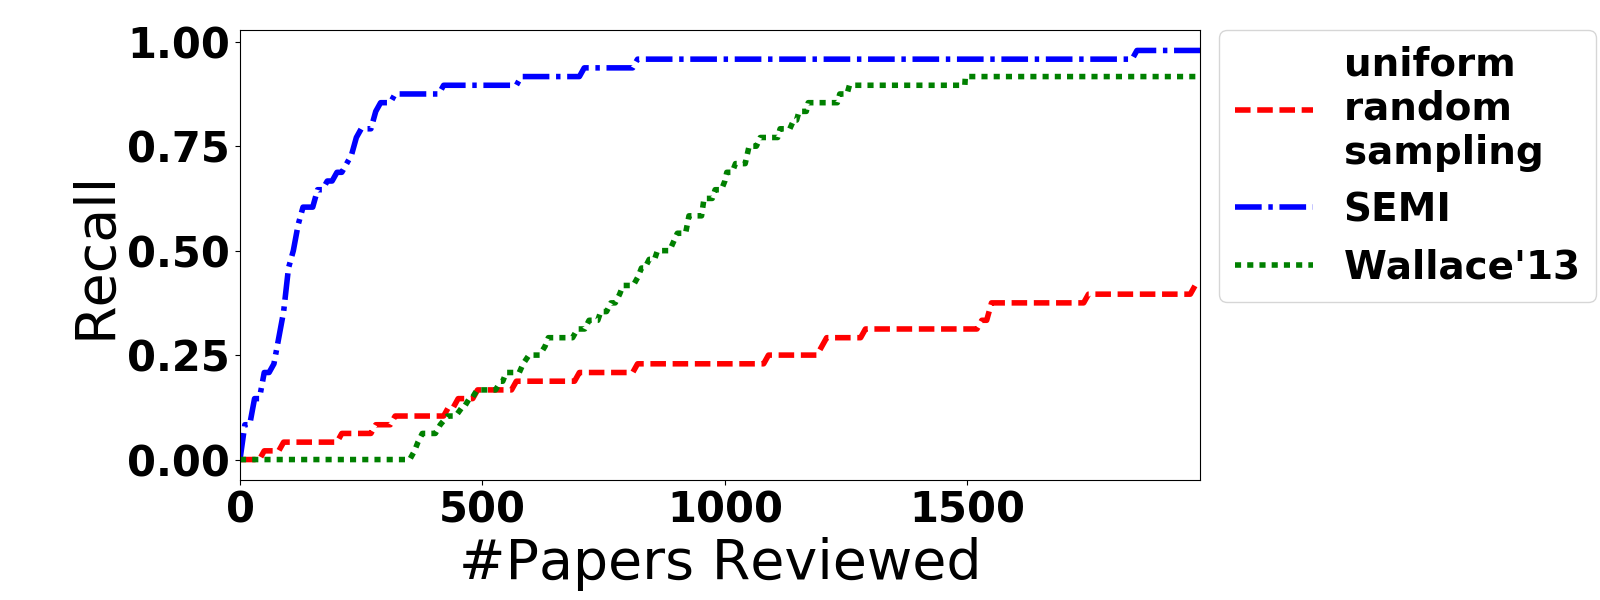 1.00
0.75
0.50
0.25
0.00
Recall
0
500
1000
1500
#Papers Reviewed
uniform
random
sampling
SEMI
Wallace'13